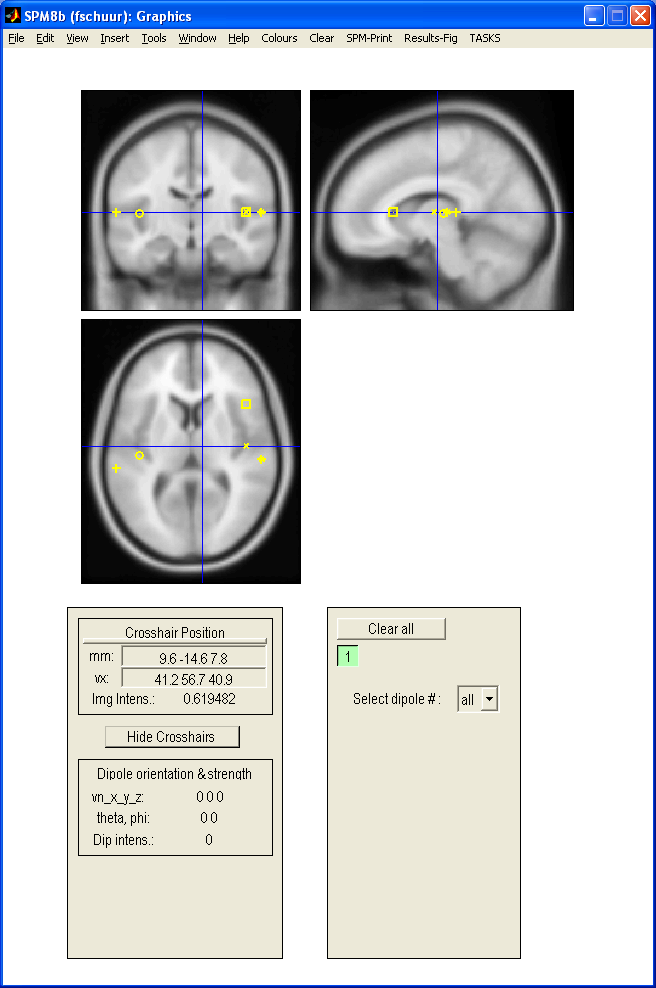 SPM8b (fschuur): Graphics
File Edit View Insert Tools Window Help Colours Clear SPM-Print Results-Fig TASKS
Crosshair Position
mm: 9.6 -14.6 7.8
vx: 41.2 56.7 40.9
Img Intens.: 0.619482
Hide Crosshairs
Dipole orientation & strength
vn_x_y_z: 0 0 0
theta, phi: 0 0
Dip intens.: 0
Clear all
1
Select dipole # : all